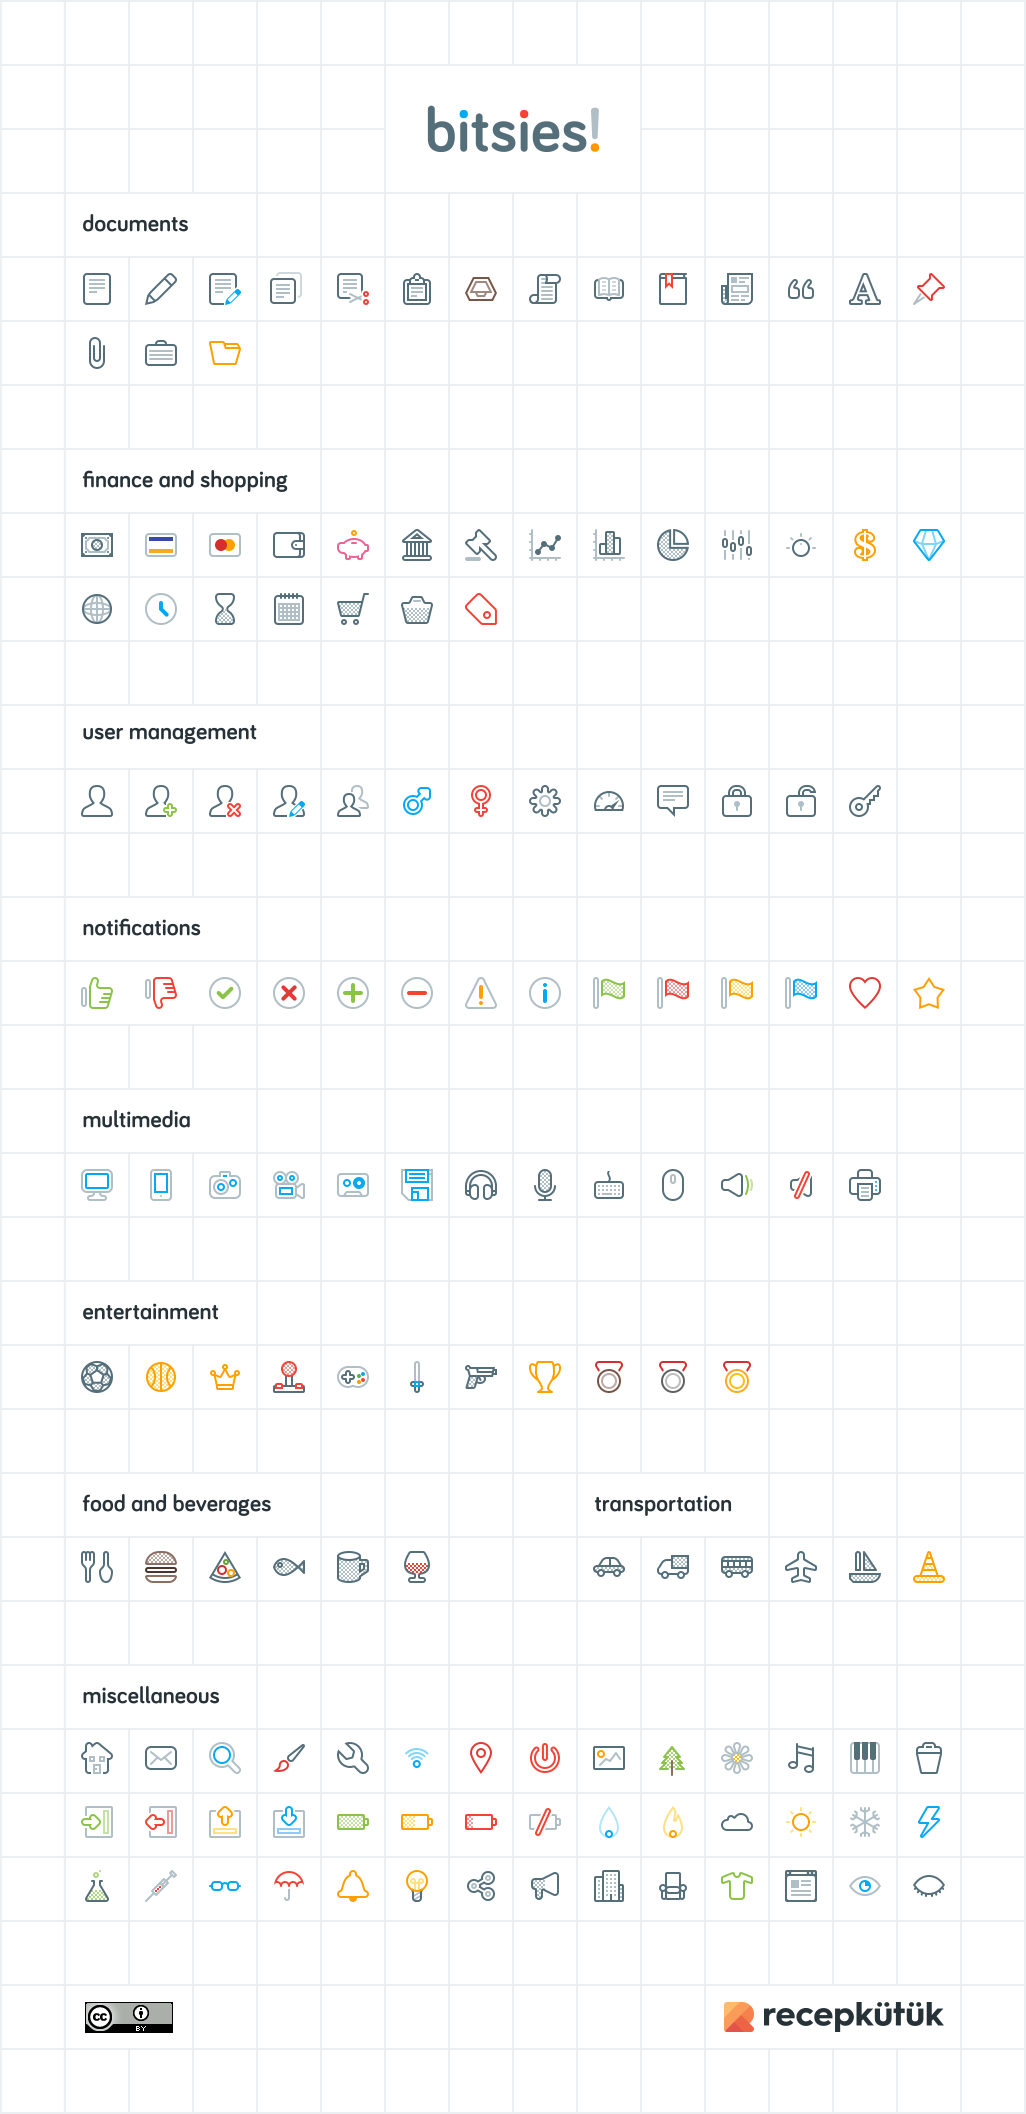 bitsies!
documents
finance and shopping
user management
notifications
multimedia
entertainment
food and beverages
transportation
miscellaneous
cc BY
recepkütük